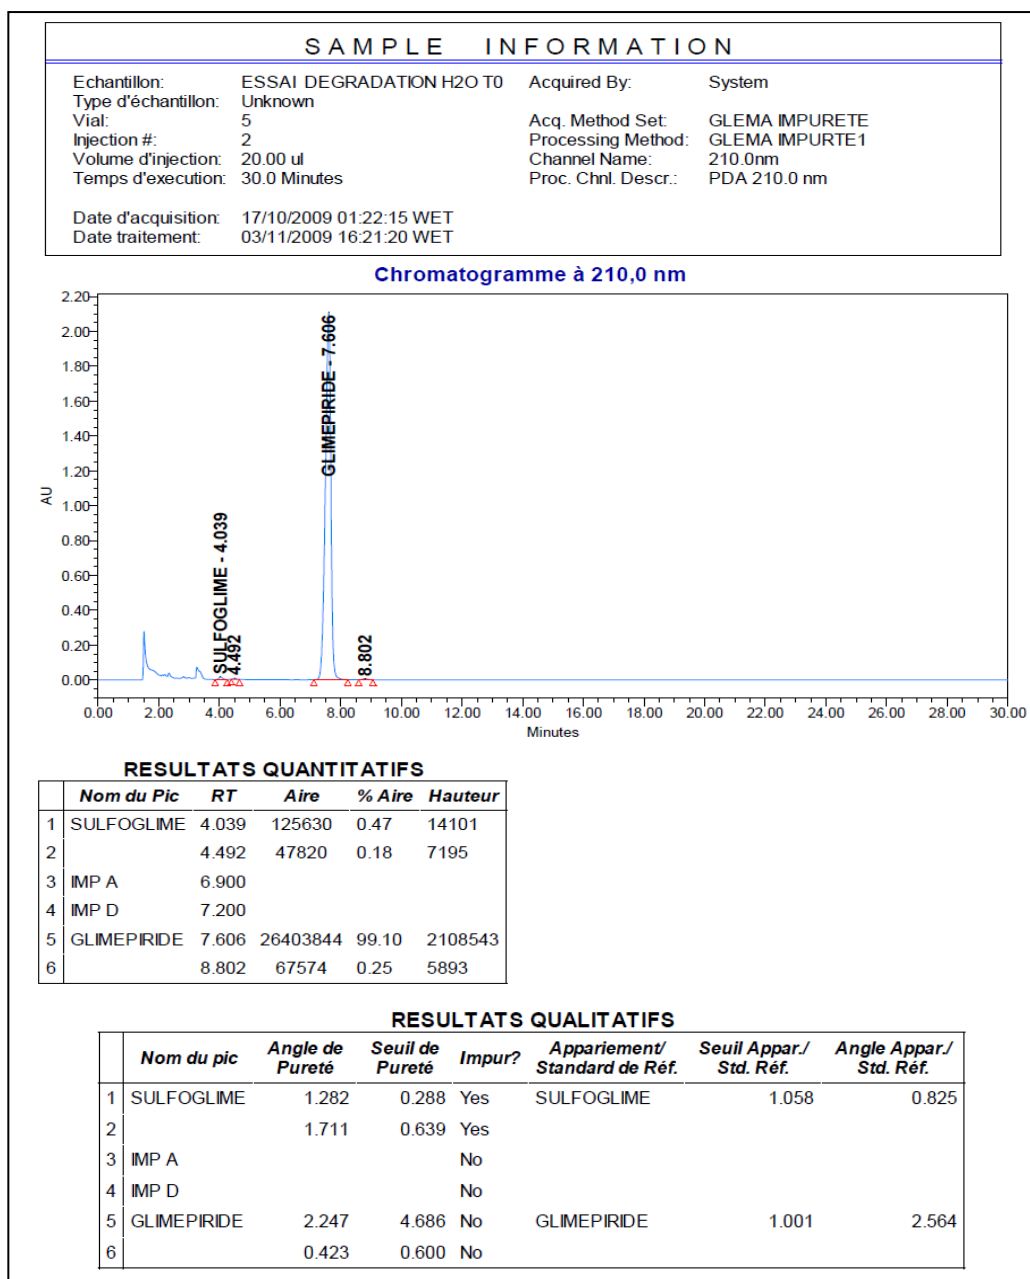 SAMPLE INFORMATION
Echantillon: ESSAI DEGRADATION H2O T0 Acquired By: System
Type d'échantillon: Unknown
Vial: 5 Acq. Method Set: GLEMA IMPURETE
Injection #: 2 Processing Method: GLEMA IMPURTE1
Volume d'injection: 20.00 ul Channel Name: 210.0nm
Temps d'execution: 30.0 Minutes Proc. Chnl. Descr.: PDA 210.0 nm
Date d'acquisition: 17/10/2009 01:22:15 WET
Date traitement: 03/11/2009 16:21:20 WET
Chromatogramme à 210,0 nm
2.20
2.00
1.80
1.60
1.40
1.20
1.00
0.80
0.60
0.40
0.20
0.00
AU
SULFOGLIME - 4.039
4.492
GLIMEPIRIDE - 7.606
8.802
0.00 2.00 4.00 6.00 8.00 10.00 12.00 14.00 16.00 18.00 20.00 22.00 24.00 26.00 28.00 30.00
Minutes
RESULTATS QUANTITATIFS
Nom du Pic RT Aire % Aire Hauteur
1 SULFOGLIME 4.039 125630 0.47 14101
2 4.492 47820 0.18 7195
3 IMP A 6.900
4 IMP D 7.200
5 GLIMEPIRIDE 7.606 26403844 99.10 2108543
6 8.802 67574 0.25 5893
RESULTATS QUALITATIFS
Nom du pic Angle de Pureté Seuil de Pureté Impur? Appariement/ Standard de Réf. Seuil Appar./ Std. Réf. Angle Appar./ Std. Réf.
1 SULFOGLIME 1.282 0.288 Yes SULFOGLIME 1.058 0.825
2 1.711 0.639 Yes
3 IMP A No
4 IMP D No
5 GLIMEPIRIDE 2.247 4.686 No GLIMEPIRIDE 1.001 2.564
6 0.423 0.600 No